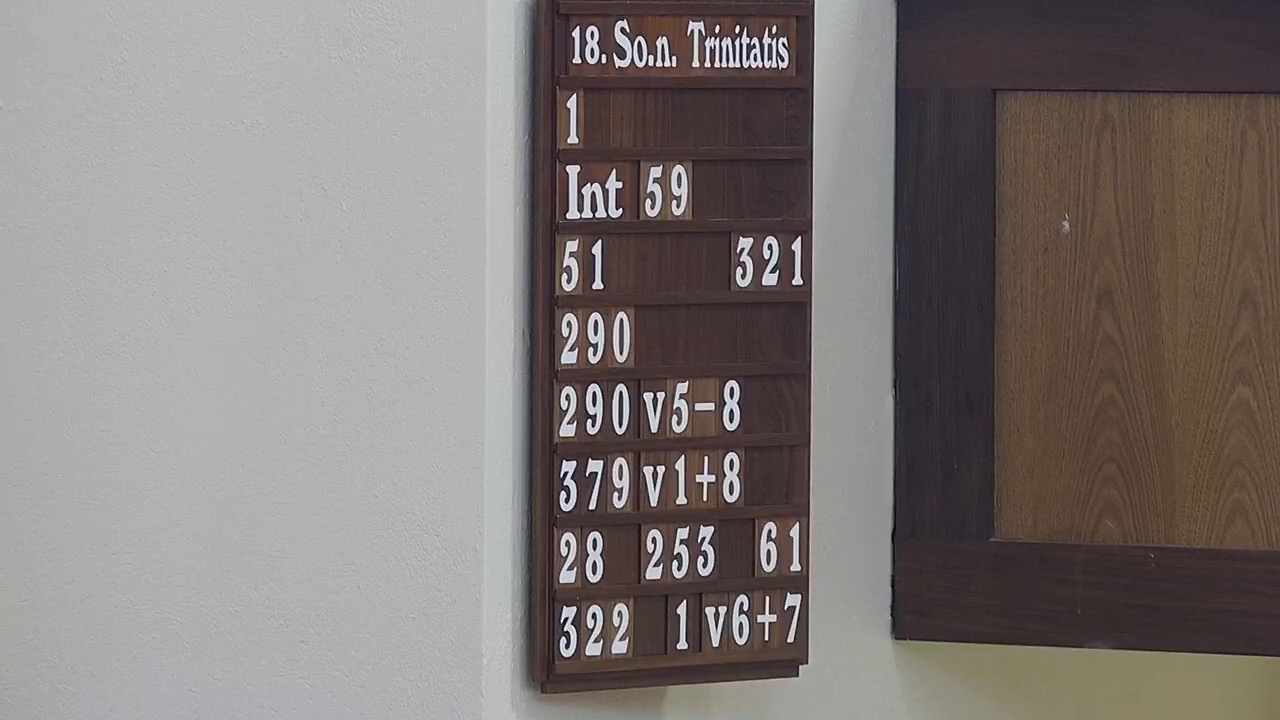 18. So.n. Trinitatis
1
Int 59
51 321
290
290 v5–8
379 v1+8
28 253 61
322 1 v6+7